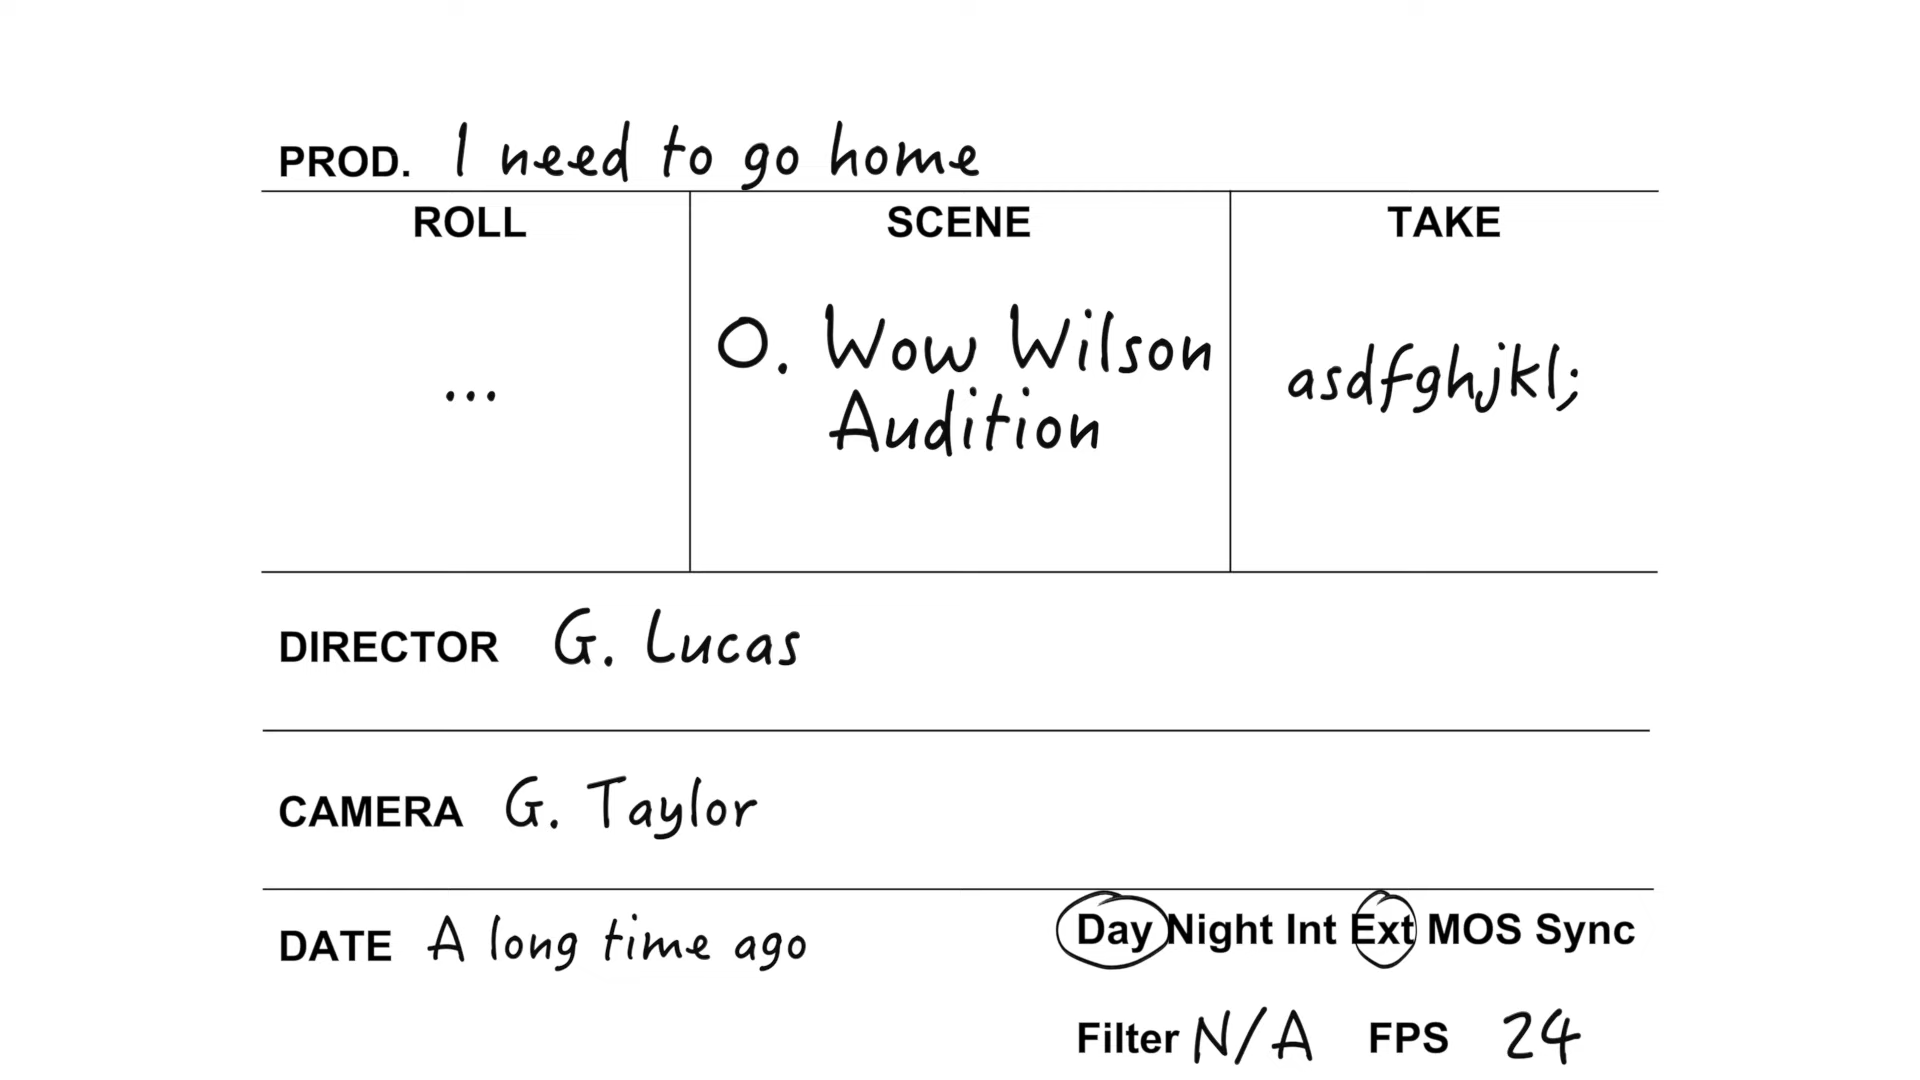 PROD. I need to go home
ROLL SCENE TAKE
... O. Wow Wilson Audition asdfghjkl;
DIRECTOR G. Lucas
CAMERA G. Taylor
DATE A long time ago
Day Night Int Ext MOS Sync
Filter N/A FPS 24